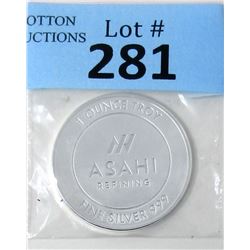 OTTON
UCTIONS
Lot #
281
1 OUNCE TROY
ASAHI
REFINING
FINE SILVER 999